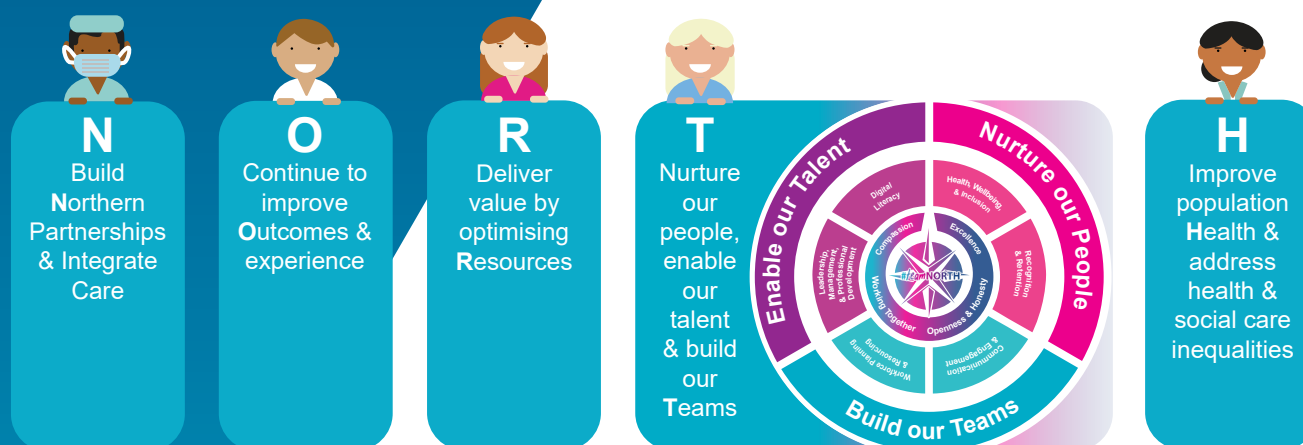 N
Build
Northern
Partnerships
& Integrate
Care
O
Continue to
improve
Outcomes &
experience
R
Deliver
value by
optimising
Resources
T
Nurture
our
people,
enable
our
talent
& build
our
Teams
Enable our Talent
Nurture our People
Build our Teams
Digital
Literacy
Health, Wellbeing,
& Inclusion
Recognition
& Retention
Communication
& Engagement
Workforce Planning
& Resourcing
Leadership,
Management,
& Professional
Development
Compassion
Excellence
Openness & Honesty
Working Together
#teamNORTH
H
Improve
population
Health &
address
health &
social care
inequalities